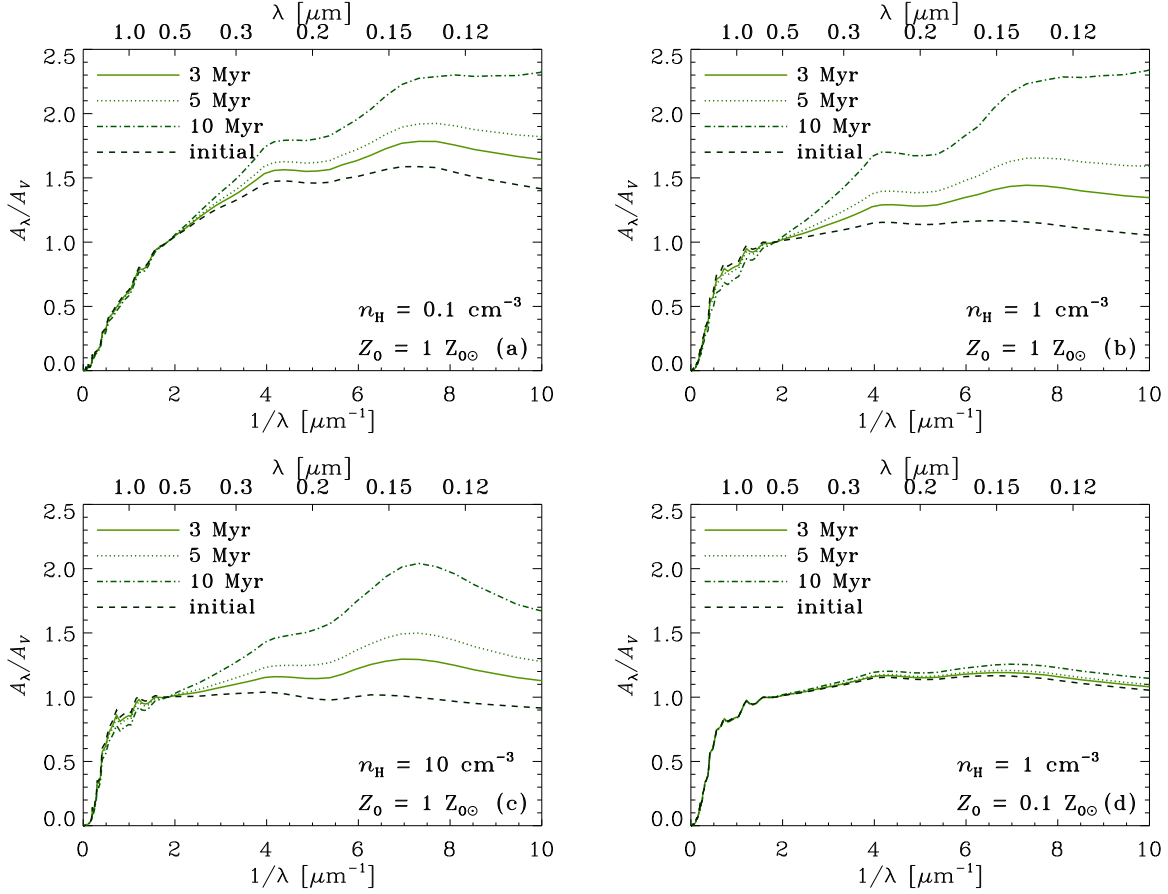 λ [μm]
1.0 0.5 0.3 0.2 0.15 0.12
2.5
2.0
1.5
1.0
0.5
0.0
A_λ/A_V
3 Myr
5 Myr
10 Myr
initial
n_H = 0.1 cm⁻³
Z_0 = 1 Z_0⊙ (a)
0 2 4 6 8 10
1/λ [μm⁻¹]
λ [μm]
1.0 0.5 0.3 0.2 0.15 0.12
2.5
2.0
1.5
1.0
0.5
0.0
A_λ/A_V
3 Myr
5 Myr
10 Myr
initial
n_H = 1 cm⁻³
Z_0 = 1 Z_0⊙ (b)
0 2 4 6 8 10
1/λ [μm⁻¹]
λ [μm]
1.0 0.5 0.3 0.2 0.15 0.12
2.5
2.0
1.5
1.0
0.5
0.0
A_λ/A_V
3 Myr
5 Myr
10 Myr
initial
n_H = 10 cm⁻³
Z_0 = 1 Z_0⊙ (c)
0 2 4 6 8 10
1/λ [μm⁻¹]
λ [μm]
1.0 0.5 0.3 0.2 0.15 0.12
2.5
2.0
1.5
1.0
0.5
0.0
A_λ/A_V
3 Myr
5 Myr
10 Myr
initial
n_H = 1 cm⁻³
Z_0 = 0.1 Z_0⊙ (d)
0 2 4 6 8 10
1/λ [μm⁻¹]